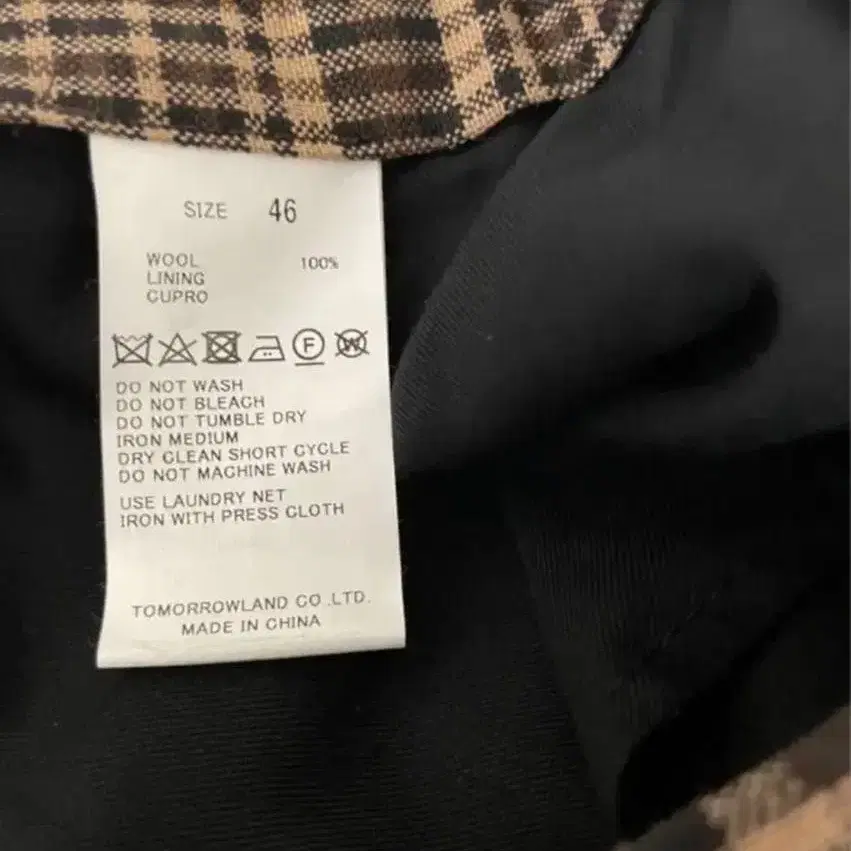 SIZE 46
WOOL 100%
LINING
CUPRO
F W
DO NOT WASH
DO NOT BLEACH
DO NOT TUMBLE DRY
IRON MEDIUM
DRY CLEAN SHORT CYCLE
DO NOT MACHINE WASH
USE LAUNDRY NET
IRON WITH PRESS CLOTH
TOMORROWLAND CO .LTD.
MADE IN CHINA